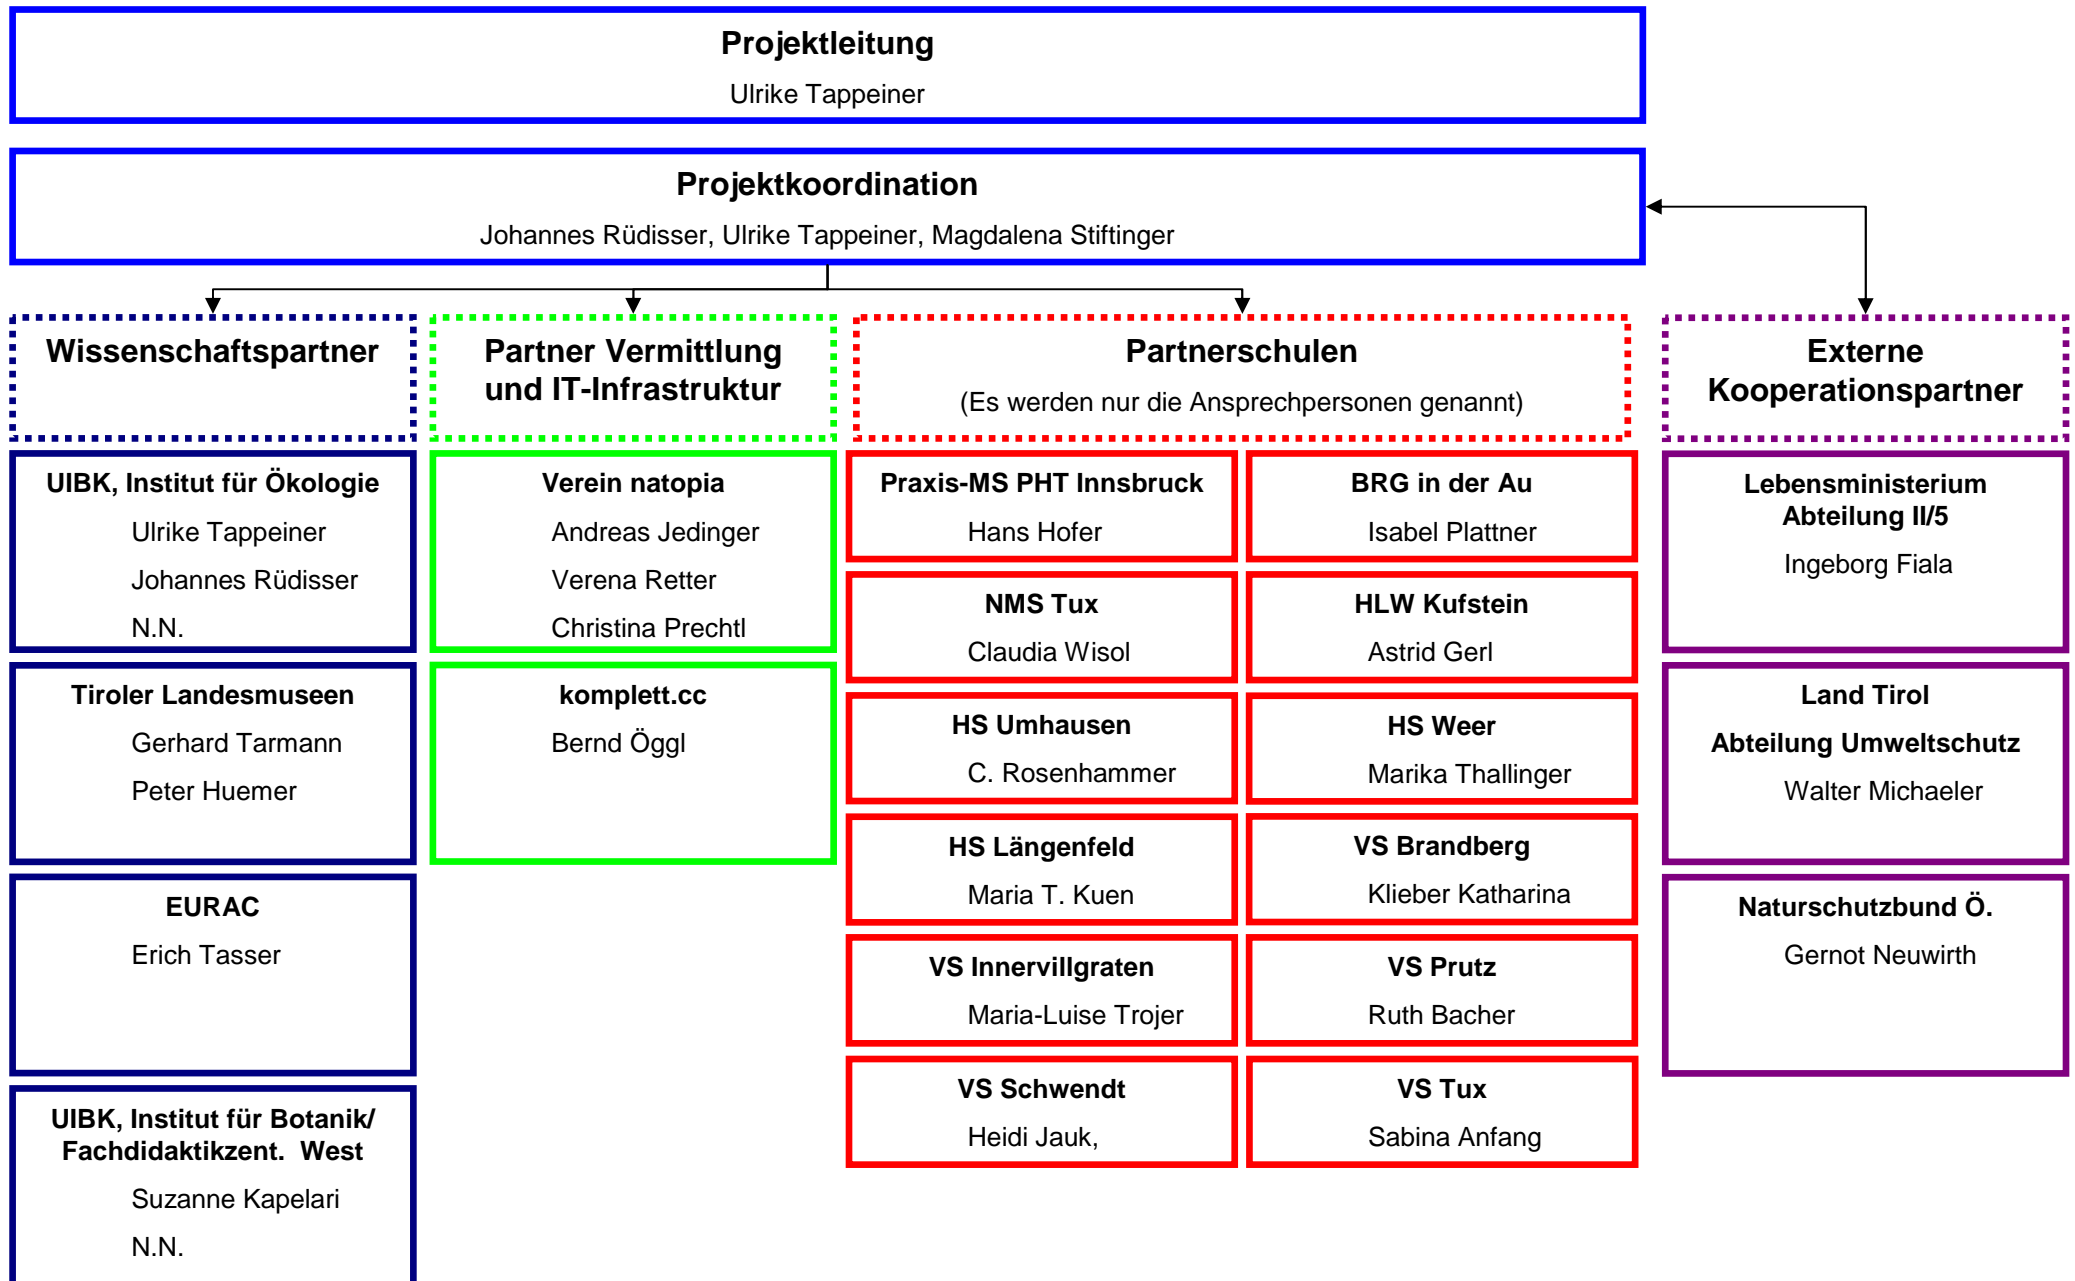 Projektleitung
Ulrike Tappeiner
Projektkoordination
Johannes Rüdisser, Ulrike Tappeiner, Magdalena Stiftinger
Wissenschaftspartner
Partner Vermittlung
und IT-Infrastruktur
Partnerschulen
(Es werden nur die Ansprechpersonen genannt)
Externe
Kooperationspartner
UIBK, Institut für Ökologie
Ulrike Tappeiner
Johannes Rüdisser
N.N.
Tiroler Landesmuseen
Gerhard Tarmann
Peter Huemer
EURAC
Erich Tasser
UIBK, Institut für Botanik/
Fachdidaktikzent.  West
Suzanne Kapelari
N.N.
Verein natopia
Andreas Jedinger
Verena Retter
Christina Prechtl
komplett.cc
Bernd Öggl
Praxis-MS PHT Innsbruck
Hans Hofer
BRG in der Au
Isabel Plattner
NMS Tux
Claudia Wisol
HLW Kufstein
Astrid Gerl
HS Umhausen
C. Rosenhammer
HS Weer
Marika Thallinger
HS Längenfeld
Maria T. Kuen
VS Brandberg
Klieber Katharina
VS Innervillgraten
Maria-Luise Trojer
VS Prutz
Ruth Bacher
VS Schwendt
Heidi Jauk,
VS Tux
Sabina Anfang
Lebensministerium
Abteilung II/5
Ingeborg Fiala
Land Tirol
Abteilung Umweltschutz
Walter Michaeler
Naturschutzbund Ö.
Gernot Neuwirth